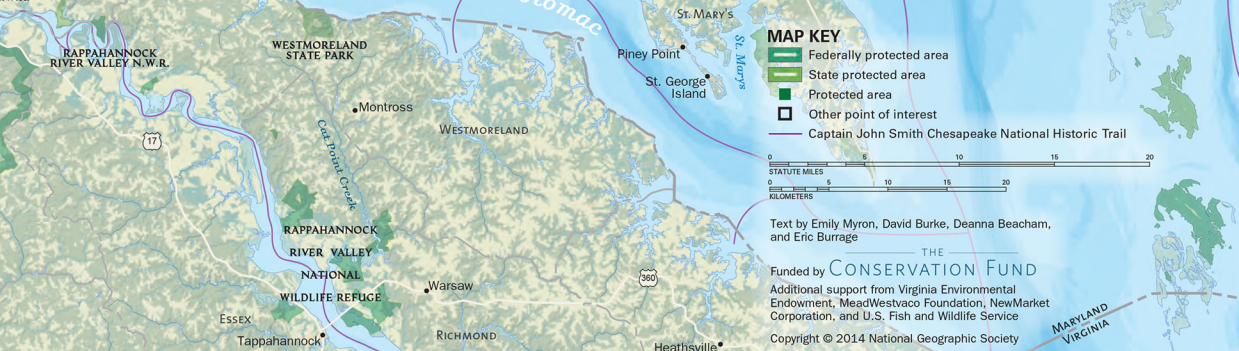 Potomac
RAPPAHANNOCK
RIVER VALLEY N.W.R.
WESTMORELAND
STATE PARK
ST. MARY'S
St. Marys
Piney Point
St. George
Island
Montross
17
Cat Point Creek
WESTMORELAND
RAPPAHANNOCK
RIVER VALLEY
NATIONAL
WILDLIFE REFUGE
Warsaw
360
ESSEX
Tappahannock
RICHMOND
Heathsville
MAP KEY
Federally protected area
State protected area
Protected area
Other point of interest
Captain John Smith Chesapeake National Historic Trail
0 5 10 15 20
STATUTE MILES
0 5 10 15 20
KILOMETERS
Text by Emily Myron, David Burke, Deanna Beacham,
and Eric Burrage
THE
Funded by CONSERVATION FUND
Additional support from Virginia Environmental
Endowment, MeadWestvaco Foundation, NewMarket
Corporation, and U.S. Fish and Wildlife Service
Copyright © 2014 National Geographic Society
MARYLAND
VIRGINIA